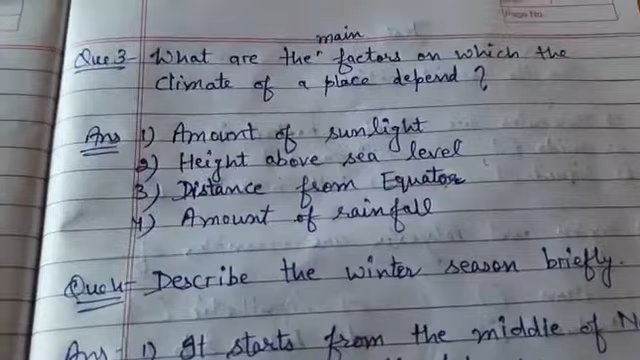 Page No.
Que 3- What are the main factors on which the
climate of a place depend ?
Ans 1) Amount of sunlight
2) Height above sea level
3) Distance from Equator
4) Amount of rainfall
Que 4- Describe the winter season briefly.
Ans- 1) It starts from the middle of N